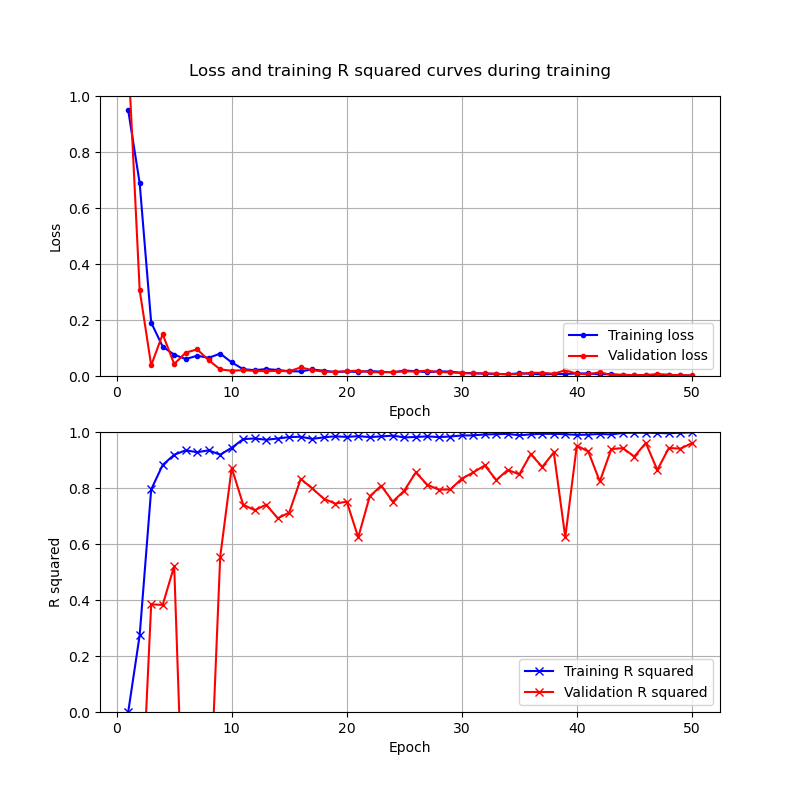 Loss and training R squared curves during training
1.0
0.8
0.6
0.4
0.2
0.0
Loss
Training loss
Validation loss
0 10 20 30 40 50
Epoch
1.0
0.8
0.6
0.4
0.2
0.0
R squared
Training R squared
Validation R squared
0 10 20 30 40 50
Epoch